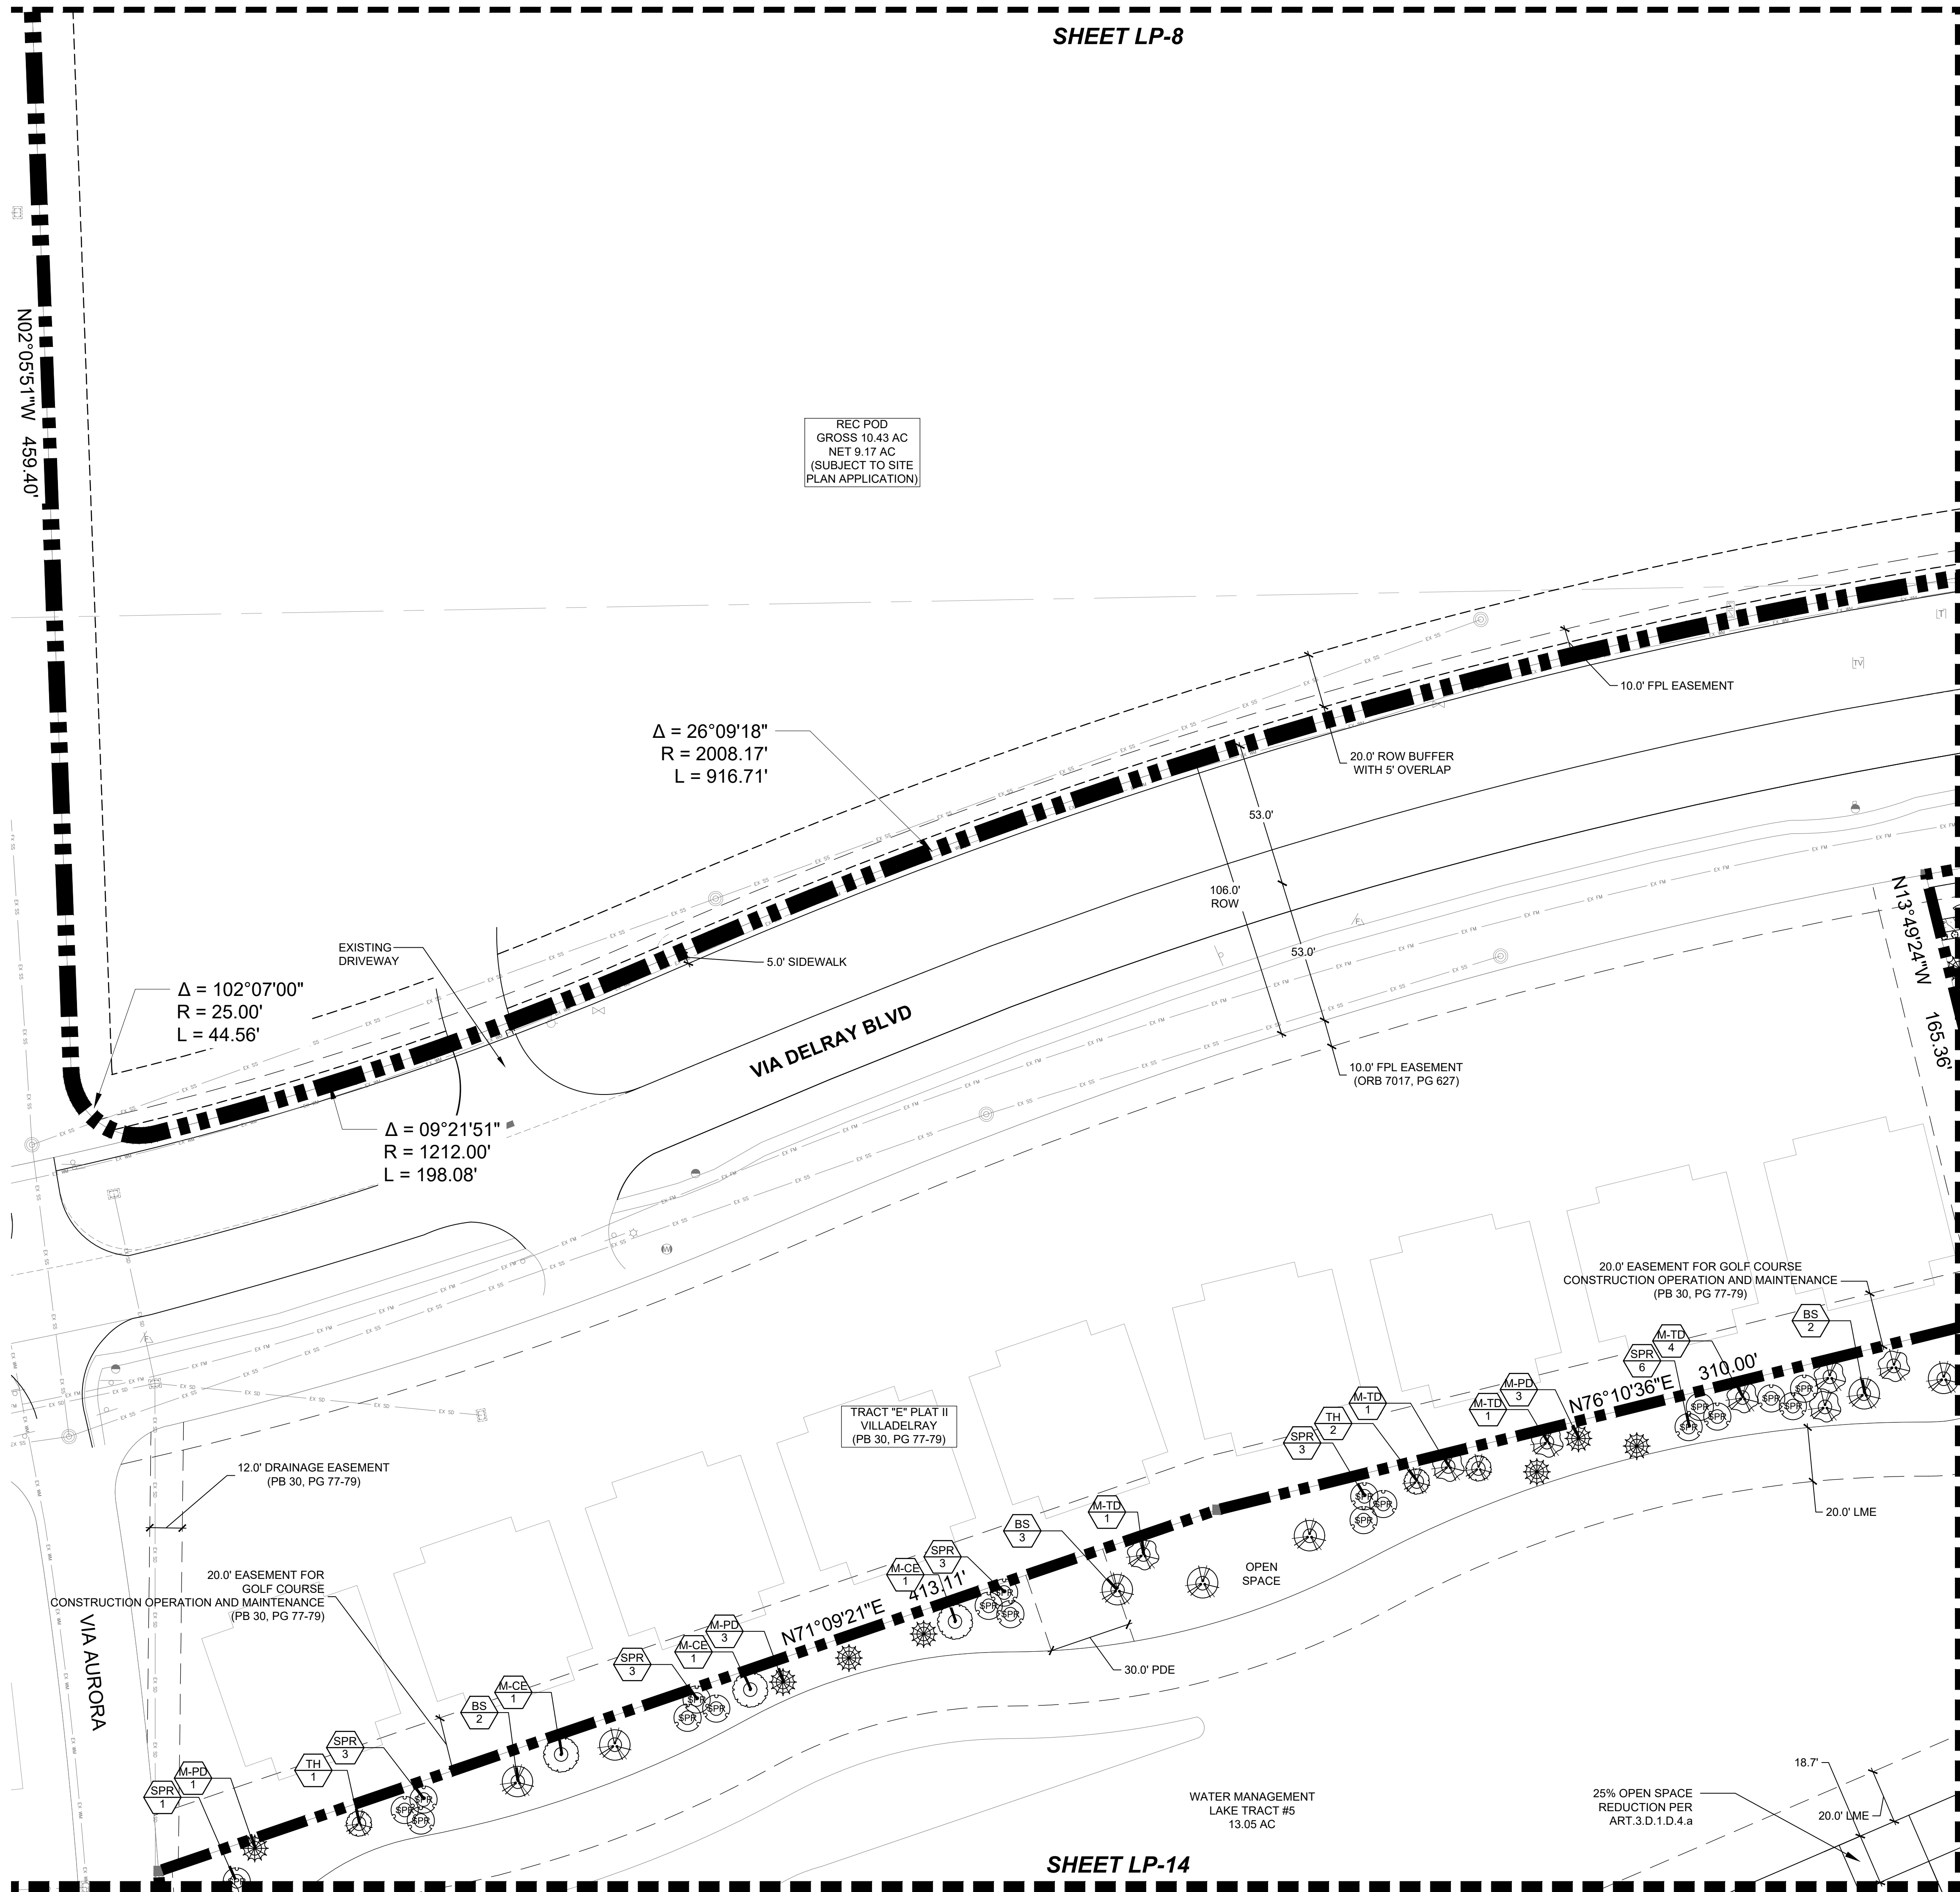 SHEET LP-8
N02°05'51"W 459.40'
REC POD
GROSS 10.43 AC
NET 9.17 AC
(SUBJECT TO SITE
PLAN APPLICATION)
10.0' FPL EASEMENT
20.0' ROW BUFFER
WITH 5' OVERLAP
Δ = 26°09'18"
R = 2008.17'
L = 916.71'
53.0'
106.0'
ROW
53.0'
N13°49'24"W 165.36'
EXISTING
DRIVEWAY
5.0' SIDEWALK
Δ = 102°07'00"
R = 25.00'
L = 44.56'
VIA DELRAY BLVD
10.0' FPL EASEMENT
(ORB 7017, PG 627)
Δ = 09°21'51"
R = 1212.00'
L = 198.08'
20.0' EASEMENT FOR GOLF COURSE
CONSTRUCTION OPERATION AND MAINTENANCE
(PB 30, PG 77-79)
BS
2
M-TD
4
SPR
6
310.00'
N76°10'36"E
M-PD
3
M-TD
1
M-TD
1
TH
2
SPR
3
TRACT "E" PLAT II
VILLADELRAY
(PB 30, PG 77-79)
12.0' DRAINAGE EASEMENT
(PB 30, PG 77-79)
20.0' LME
M-TD
1
BS
3
SPR
3
M-CE
1
OPEN
SPACE
20.0' EASEMENT FOR
GOLF COURSE
CONSTRUCTION OPERATION AND MAINTENANCE
(PB 30, PG 77-79)
N71°09'21"E 413.11'
M-PD
3
M-CE
1
SPR
3
30.0' PDE
VIA AURORA
M-CE
1
BS
2
SPR
3
TH
1
M-PD
1
SPR
1
WATER MANAGEMENT
LAKE TRACT #5
13.05 AC
18.7'
25% OPEN SPACE
REDUCTION PER
ART.3.D.1.D.4.a
20.0' LME
SHEET LP-14